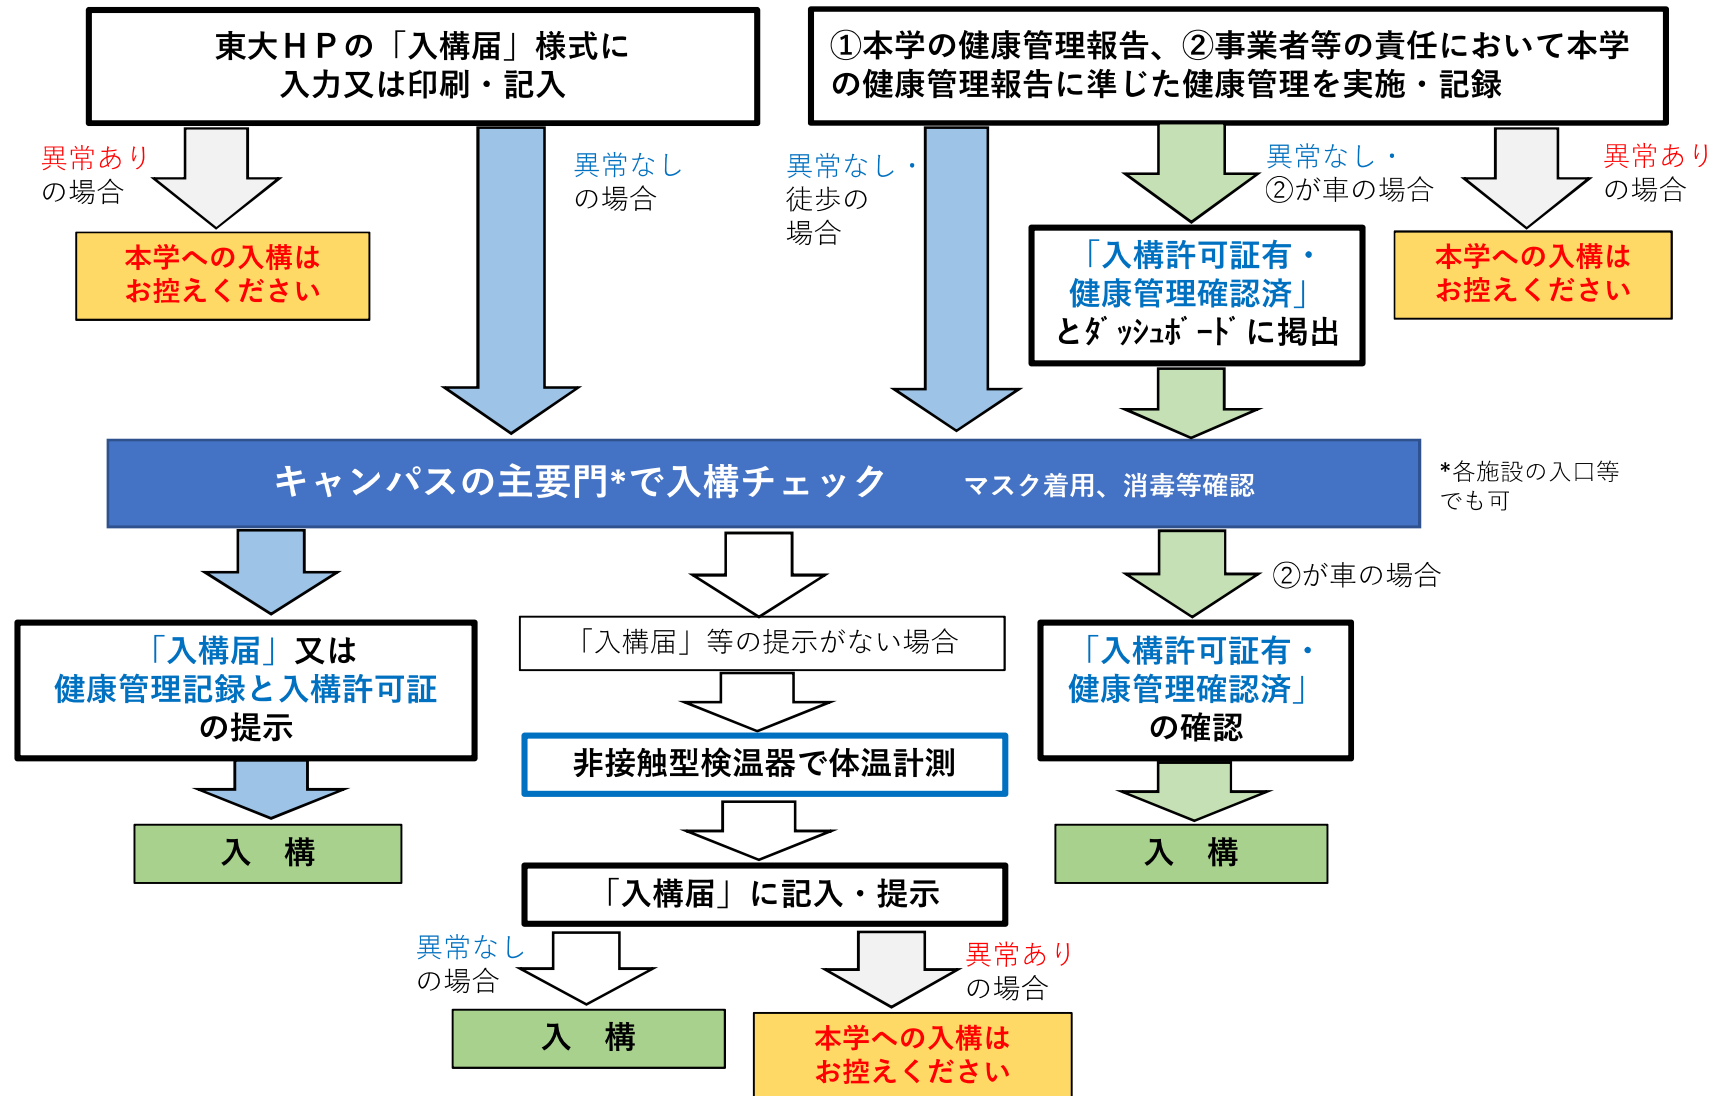 東大ＨＰの「入構届」様式に
入力又は印刷・記入
①本学の健康管理報告、②事業者等の責任において本学
の健康管理報告に準じた健康管理を実施・記録
異常あり
の場合
異常なし
の場合
異常なし・
徒歩の
場合
異常なし・
②が車の場合
異常あり
の場合
本学への入構は
お控えください
「入構許可証有・
健康管理確認済」
とﾀﾞｯｼｭﾎﾞｰﾄﾞに掲出
本学への入構は
お控えください
キャンパスの主要門*で入構チェック　マスク着用、消毒等確認
*各施設の入口等
でも可
②が車の場合
「入構届」又は
健康管理記録と入構許可証
の提示
「入構届」等の提示がない場合
「入構許可証有・
健康管理確認済」
の確認
非接触型検温器で体温計測
入　構
入　構
「入構届」に記入・提示
異常なし
の場合
異常あり
の場合
入　構
本学への入構は
お控えください